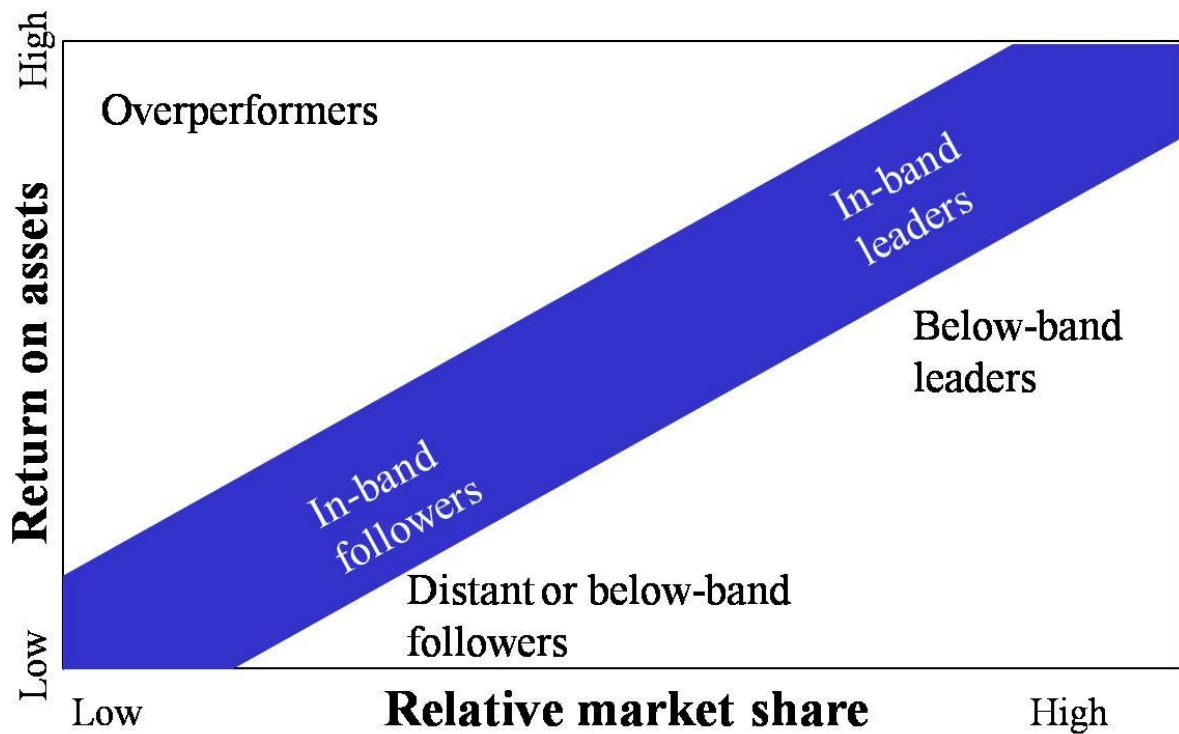 High
Overperformers
In-band
leaders
Below-band
leaders
Return on assets
In-band
followers
Distant or below-band
followers
Low
Low
Relative market share
High